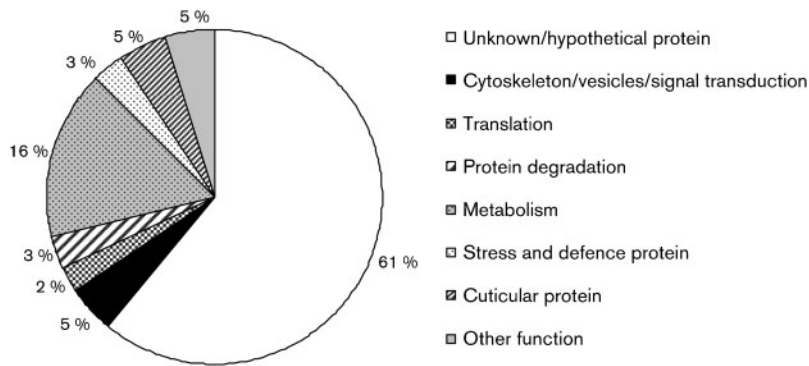 5 %
5 %
3 %
16 %
3 %
2 %
5 %
61 %
Unknown/hypothetical protein
Cytoskeleton/vesicles/signal transduction
Translation
Protein degradation
Metabolism
Stress and defence protein
Cuticular protein
Other function